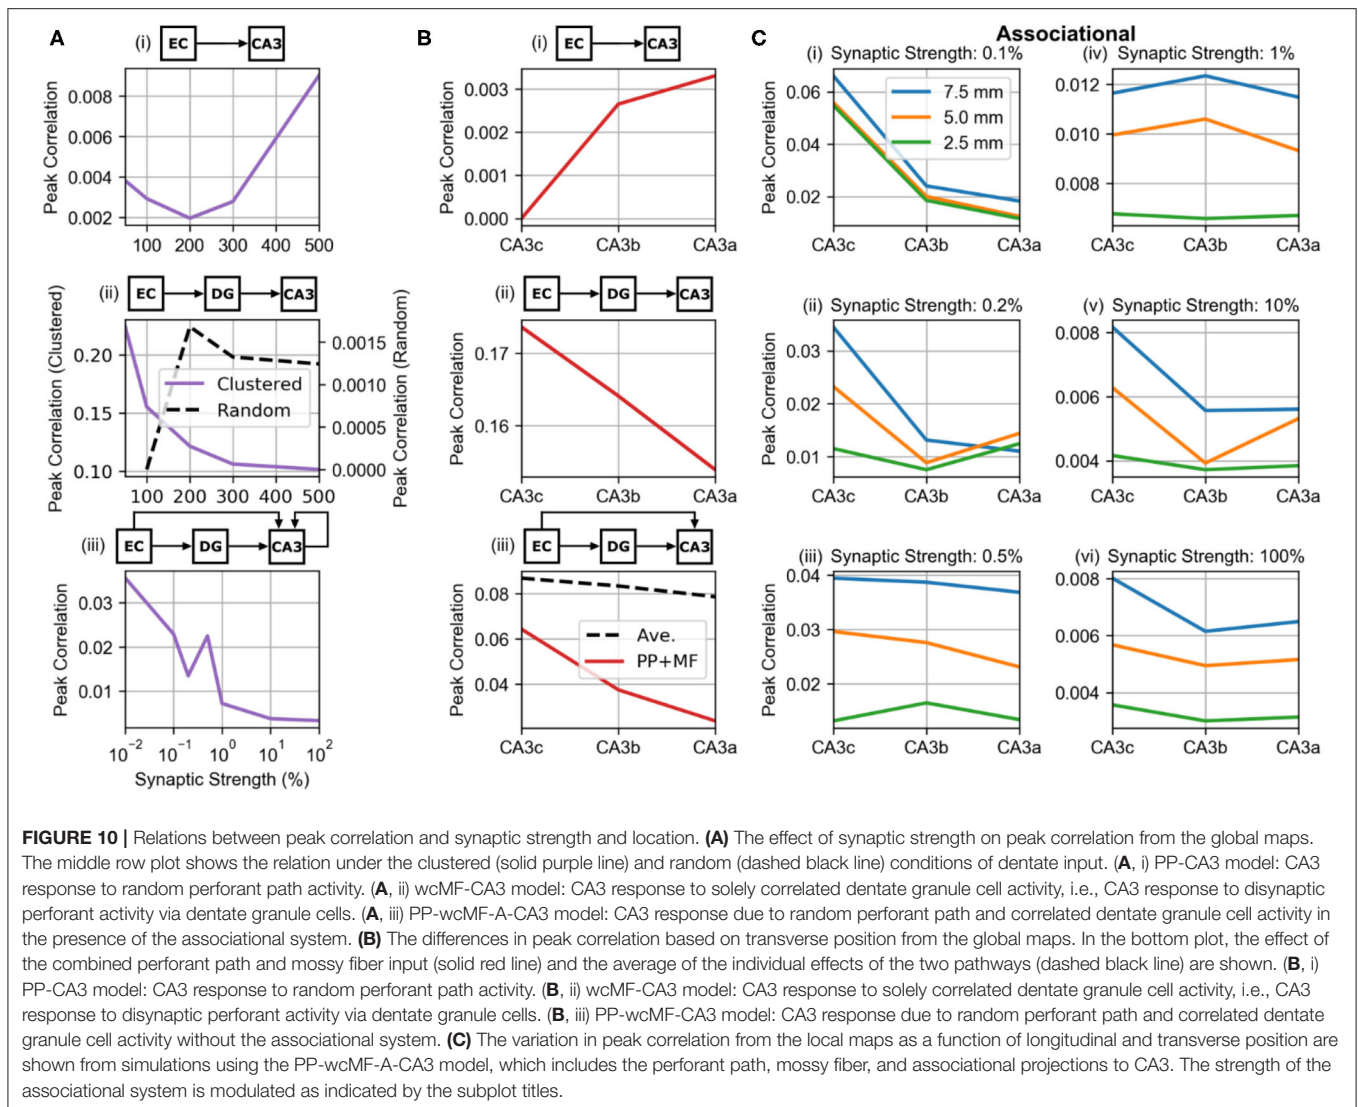 A
(i) EC CA3
Peak Correlation
0.008
0.006
0.004
0.002
100 200 300 400 500
(ii) EC DG CA3
Peak Correlation (Clustered)
0.20
0.15
0.10
Clustered
Random
0.0015
0.0010
0.0005
0.0000
Peak Correlation (Random)
100 200 300 400 500
(iii) EC DG CA3
Peak Correlation
0.03
0.02
0.01
10⁻² 10⁻¹ 10⁰ 10¹ 10²
Synaptic Strength (%)
B
(i) EC CA3
Peak Correlation
0.003
0.002
0.001
0.000
CA3c CA3b CA3a
(ii) EC DG CA3
Peak Correlation
0.17
0.16
CA3c CA3b CA3a
(iii) EC DG CA3
Peak Correlation
0.08
0.06
0.04
Ave.
PP+MF
CA3c CA3b CA3a
C
Associational
(i) Synaptic Strength: 0.1%
Peak Correlation
0.06
0.04
0.02
7.5 mm
5.0 mm
2.5 mm
CA3c CA3b CA3a
(ii) Synaptic Strength: 0.2%
Peak Correlation
0.03
0.02
0.01
CA3c CA3b CA3a
(iii) Synaptic Strength: 0.5%
Peak Correlation
0.04
0.03
0.02
CA3c CA3b CA3a
(iv) Synaptic Strength: 1%
0.012
0.010
0.008
CA3c CA3b CA3a
(v) Synaptic Strength: 10%
0.008
0.006
0.004
CA3c CA3b CA3a
(vi) Synaptic Strength: 100%
0.008
0.006
0.004
CA3c CA3b CA3a
FIGURE 10 | Relations between peak correlation and synaptic strength and location. (A) The effect of synaptic strength on peak correlation from the global maps.
The middle row plot shows the relation under the clustered (solid purple line) and random (dashed black line) conditions of dentate input. (A, i) PP-CA3 model: CA3
response to random perforant path activity. (A, ii) wcMF-CA3 model: CA3 response to solely correlated dentate granule cell activity, i.e., CA3 response to disynaptic
perforant activity via dentate granule cells. (A, iii) PP-wcMF-A-CA3 model: CA3 response due to random perforant path and correlated dentate granule cell activity in
the presence of the associational system. (B) The differences in peak correlation based on transverse position from the global maps. In the bottom plot, the effect of
the combined perforant path and mossy fiber input (solid red line) and the average of the individual effects of the two pathways (dashed black line) are shown. (B, i)
PP-CA3 model: CA3 response to random perforant path activity. (B, ii) wcMF-CA3 model: CA3 response to solely correlated dentate granule cell activity, i.e., CA3
response to disynaptic perforant activity via dentate granule cells. (B, iii) PP-wcMF-CA3 model: CA3 response due to random perforant path and correlated dentate
granule cell activity without the associational system. (C) The variation in peak correlation from the local maps as a function of longitudinal and transverse position are
shown from simulations using the PP-wcMF-A-CA3 model, which includes the perforant path, mossy fiber, and associational projections to CA3. The strength of the
associational system is modulated as indicated by the subplot titles.